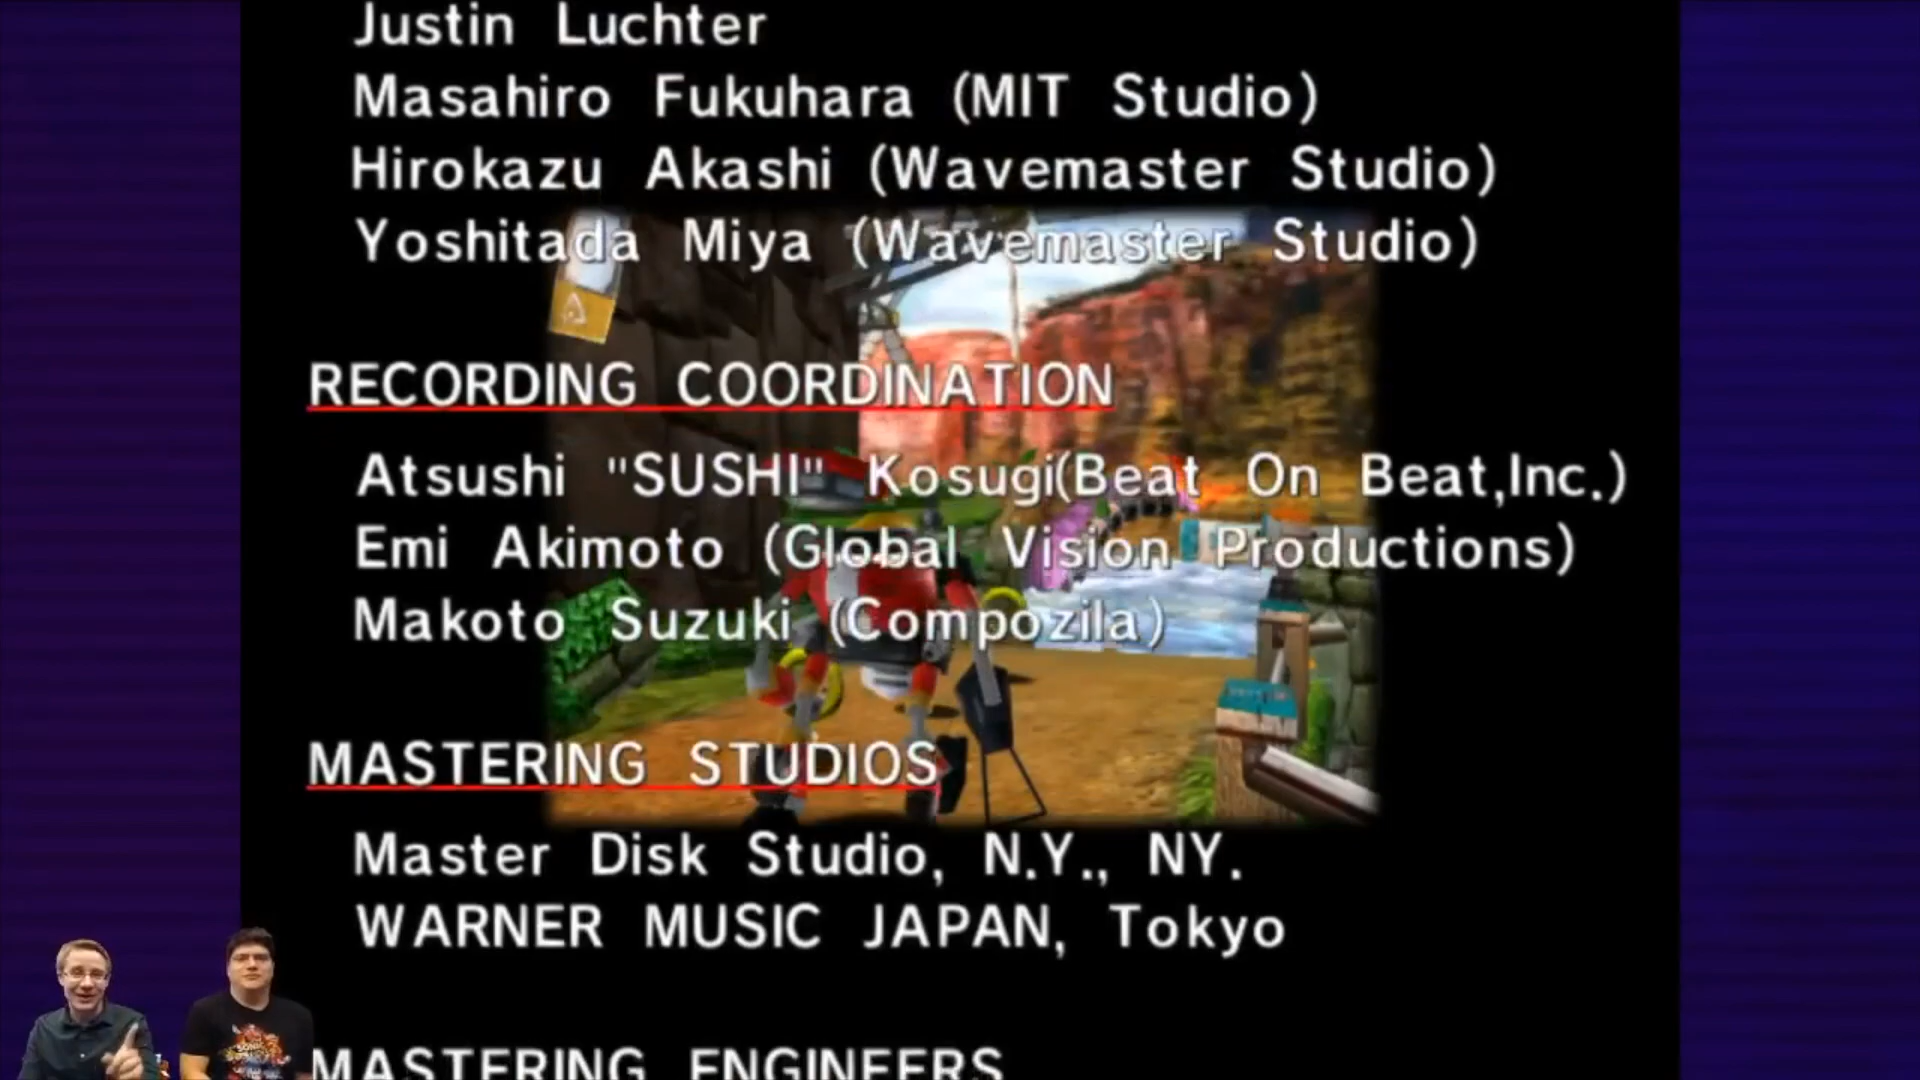 Justin Luchter
Masahiro Fukuhara (MIT Studio)
Hirokazu Akashi (Wavemaster Studio)
Yoshitada Miya (Wavemaster Studio)
RECORDING COORDINATION
Atsushi "SUSHI" Kosugi(Beat On Beat,Inc.)
Emi Akimoto (Global Vision Productions)
Makoto Suzuki (Compozila)
MASTERING STUDIOS
Master Disk Studio, N.Y., NY.
WARNER MUSIC JAPAN, Tokyo
SONIC
MASTERING ENGINEERS